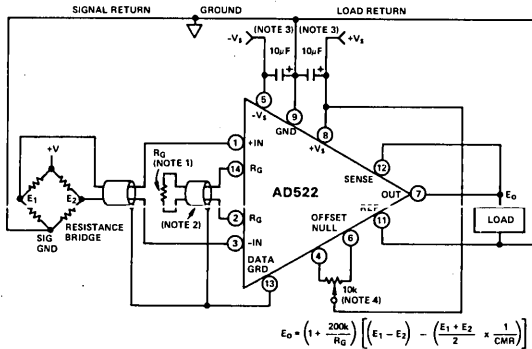 SIGNAL RETURN GROUND LOAD RETURN
-Vs (NOTE 3) (NOTE 3) +Vs
10µF 10µF
+ +
5 9 8
-Vs GND +Vs
1 +IN
RG (NOTE 1)
14 RG
+V
E1 E2
RESISTANCE BRIDGE
SIG GND
(NOTE 2)
2 RG
3 -IN
AD522
12 SENSE
OUT 7 Eo
LOAD
REF 11
OFFSET NULL
4 6
DATA GRD
13
10k (NOTE 4)
Eo = (1 + 200k/RG) [(E1 − E2) − (E1 + E2/2 x 1/CMR)]